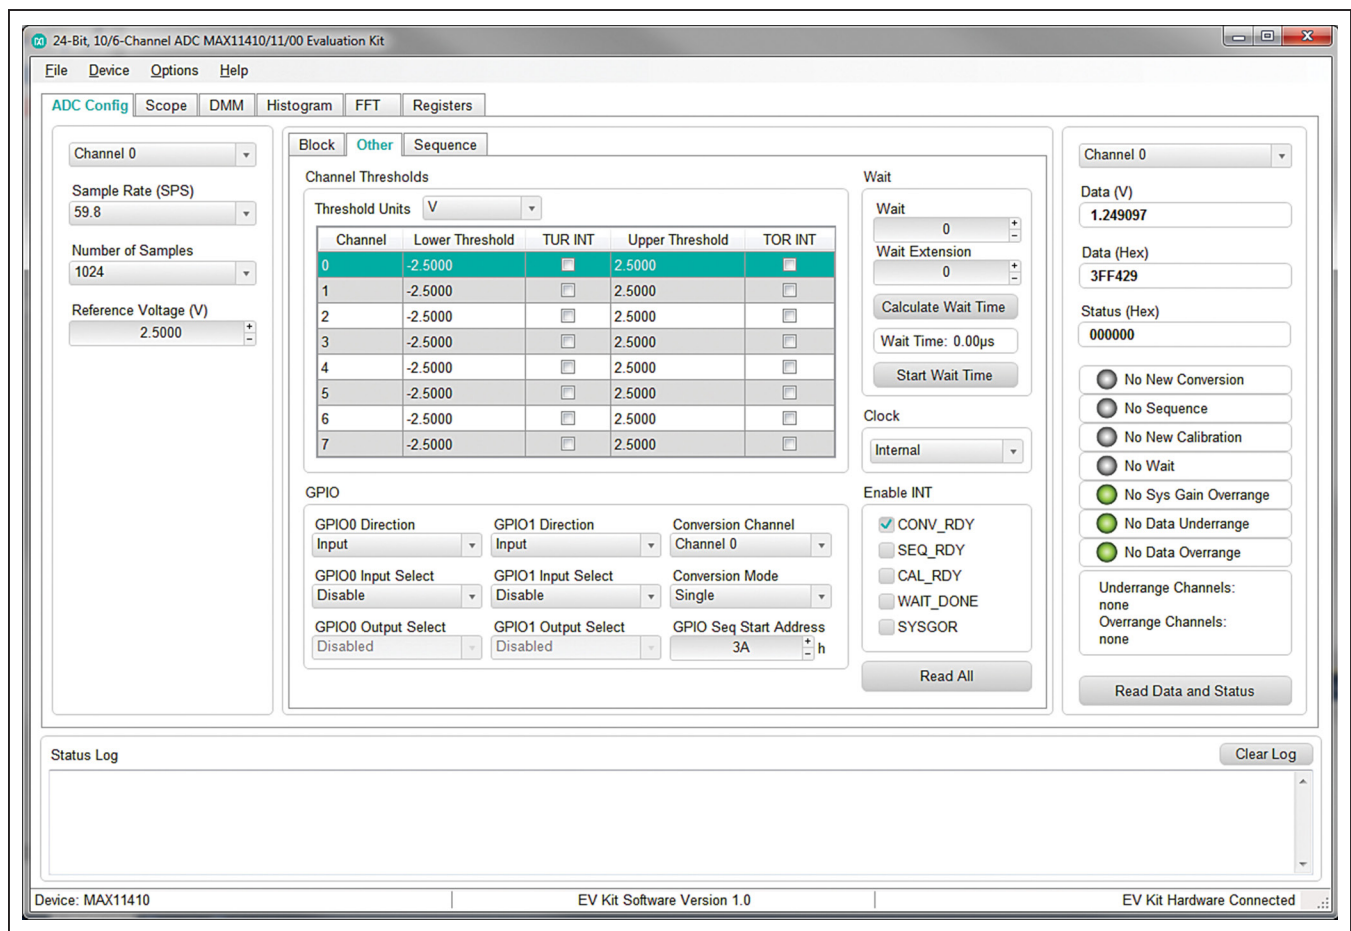 24-Bit, 10/6-Channel ADC MAX11410/11/00 Evaluation Kit
File Device Options Help
ADC Config Scope DMM Histogram FFT Registers
Channel 0
Sample Rate (SPS)
59.8
Number of Samples
1024
Reference Voltage (V)
2.5000
Block Other Sequence
Channel Thresholds
Threshold Units V
Channel Lower Threshold TUR INT Upper Threshold TOR INT
0 -2.5000 2.5000
1 -2.5000 2.5000
2 -2.5000 2.5000
3 -2.5000 2.5000
4 -2.5000 2.5000
5 -2.5000 2.5000
6 -2.5000 2.5000
7 -2.5000 2.5000
GPIO
GPIO0 Direction GPIO1 Direction Conversion Channel
Input Input Channel 0
GPIO0 Input Select GPIO1 Input Select Conversion Mode
Disable Disable Single
GPIO0 Output Select GPIO1 Output Select GPIO Seq Start Address
Disabled Disabled 3A h
Wait
Wait
0
Wait Extension
0
Calculate Wait Time
Wait Time: 0.00µs
Start Wait Time
Clock
Internal
Enable INT
CONV_RDY
SEQ_RDY
CAL_RDY
WAIT_DONE
SYSGOR
Read All
Channel 0
Data (V)
1.249097
Data (Hex)
3FF429
Status (Hex)
000000
No New Conversion
No Sequence
No New Calibration
No Wait
No Sys Gain Overrange
No Data Underrange
No Data Overrange
Underrange Channels:
none
Overrange Channels:
none
Read Data and Status
Status Log Clear Log
Device: MAX11410 EV Kit Software Version 1.0 EV Kit Hardware Connected